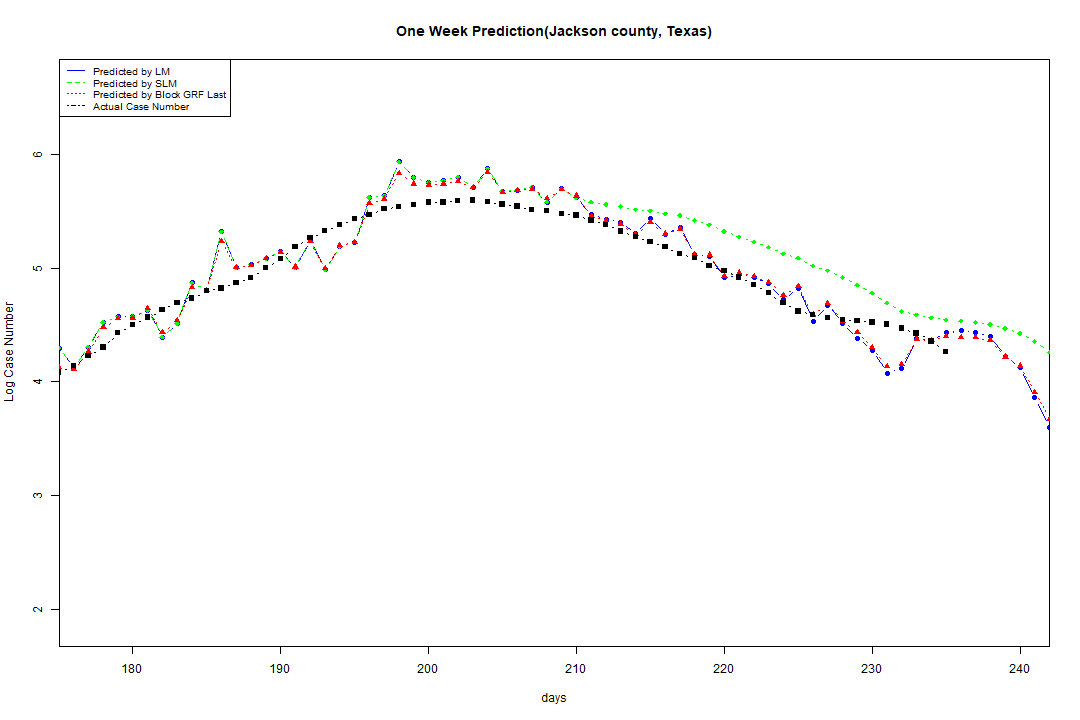 One Week Prediction(Jackson county, Texas)
Predicted by LM
Predicted by SLM
Predicted by Block GRF Last
Actual Case Number
6
5
4
3
2
Log Case Number
180 190 200 210 220 230 240
days